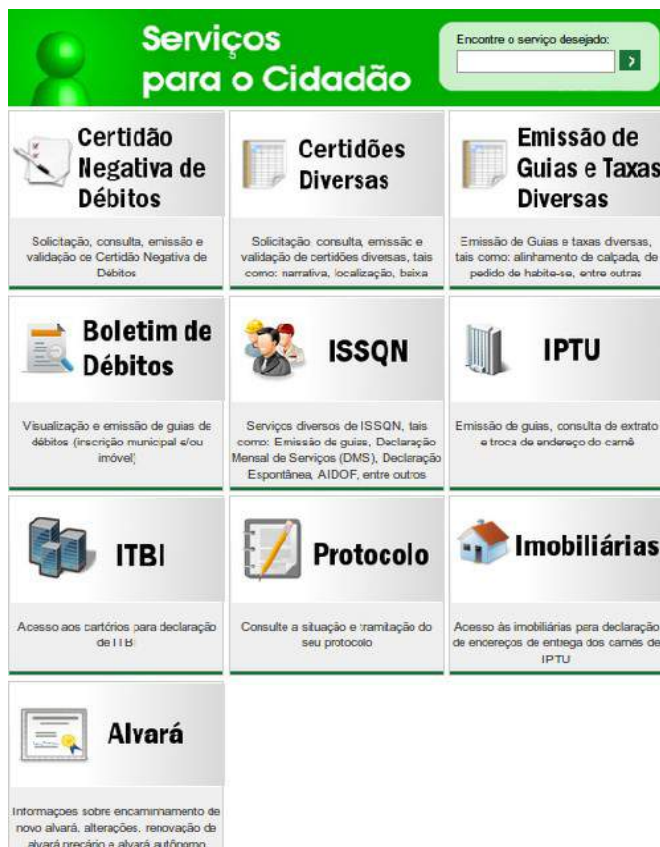 Serviços
para o Cidadão
Encontre o serviço desejado:
Certidão
Negativa de
Débitos
Solicitação, consulta, emissão e
validação de Certidão Negativa de
Débitos
Certidões
Diversas
Solicitação, consulta, emissão e
validação de certidões diversas, tais
como: narrativa, localização, baixa
Emissão de
Guias e Taxas
Diversas
Emissão de Guias e taxas diversas,
tais como: alinhamento de calçada, de
pedido de habite-se, entre outras
Boletim de
Débitos
Visualização e emissão de guias de
débitos (inscrição municipal e/ou
imóvel)
ISSQN
Serviços diversos de ISSQN, tais
como: Emissão de guias, Declaração
Mensal de Serviços (DMS), Declaração
Espontânea, AIDOF, entre outros
IPTU
Emissão de guias, consulta de extrato
e troca de endereço do carnê
ITBI
Acesso aos cartórios para declaração
de ITBI
Protocolo
Consulte a situação e tramitação do
seu protocolo
Imobiliárias
Acesso às imobiliárias para declaração
de endereços de entrega dos carnês de
IPTU
Alvará
Informações sobre encaminhamento de
novo alvará, alterações, renovação de
alvará precário e alvará autônomo